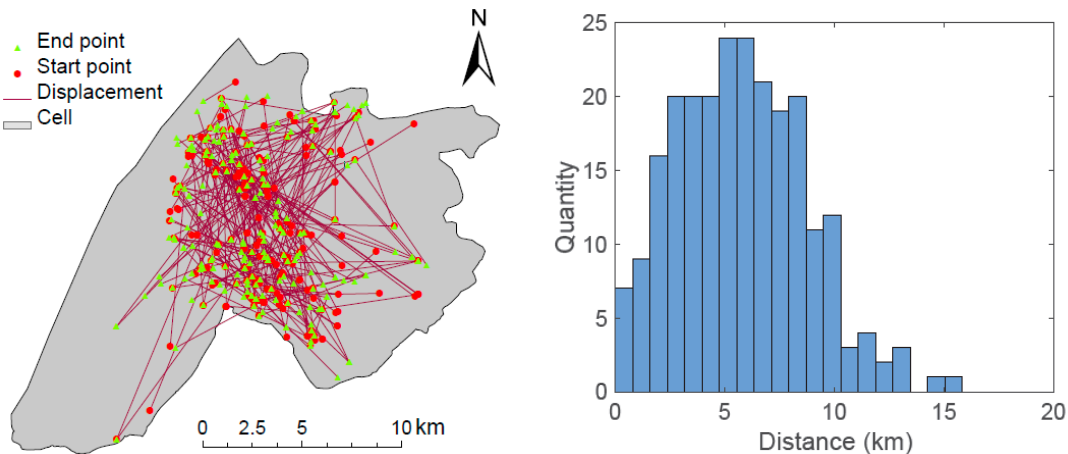 N
End point
Start point
Displacement
Cell
0 2.5 5 10 km
25
20
15
10
5
0
Quantity
0 5 10 15 20
Distance (km)